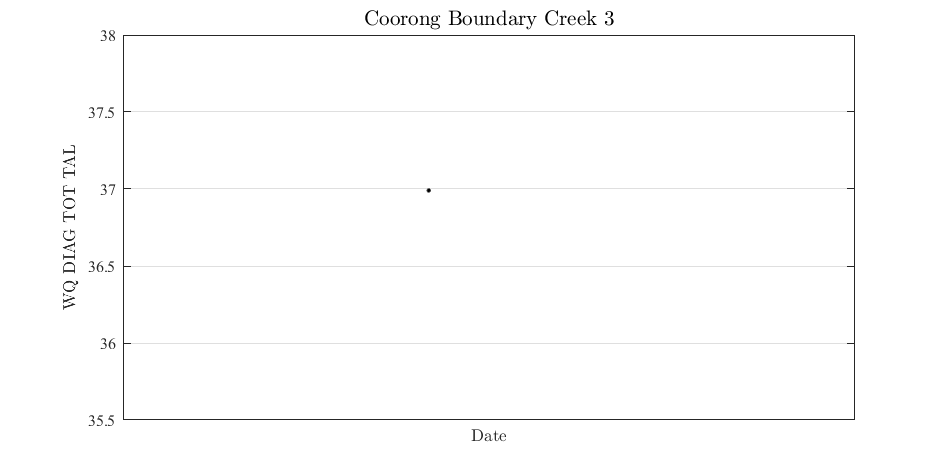 Coorong Boundary Creek 3
38
37.5
37
36.5
36
35.5
WQ DIAG TOT TAL
Date